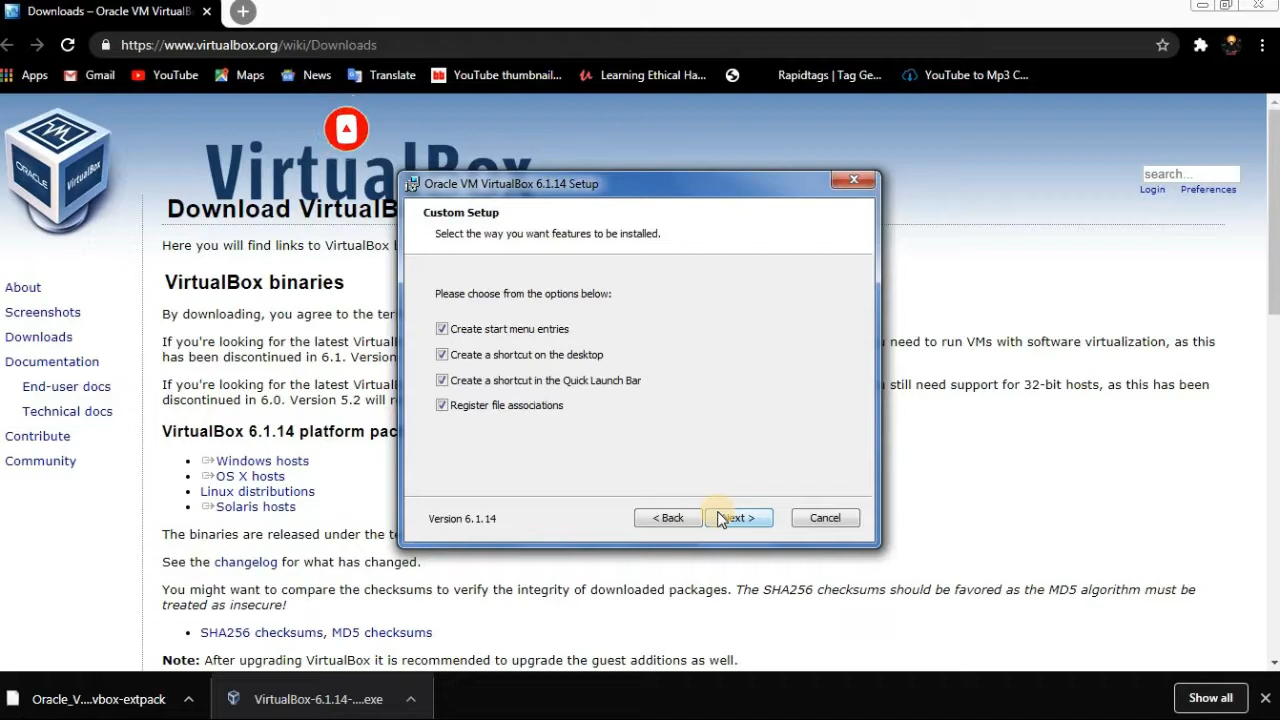 Downloads – Oracle VM VirtualB
https://www.virtualbox.org/wiki/Downloads
Apps
Gmail
YouTube
Maps
News
Translate
bb
YouTube thumbnail...
Learning Ethical Ha...
Rapidtags | Tag Ge...
YouTube to Mp3 C...
ORACLE
VirtualBox
VirtualBox
search...
Login
Preferences
Download VirtualB
Here you will find links to VirtualBox
VirtualBox binaries
By downloading, you agree to the
If you're looking for the latest
need to run VMs with software virtualization, as this
has been discontinued in 6.1.
If you're looking for the latest
still need support for 32-bit hosts, as this has been
discontinued in 6.0. Version 5.2 will
VirtualBox 6.1.14 platform
Windows hosts
OS X hosts
Linux distributions
Solaris hosts
The binaries are released under the
See the changelog for what has changed.
You might want to compare the checksums to verify the integrity of downloaded packages. The SHA256 checksums should be favored as the MD5 algorithm must be
treated as insecure!
SHA256 checksums, MD5 checksums
Note: After upgrading VirtualBox it is recommended to upgrade the guest additions as well.
About
Screenshots
Downloads
Documentation
End-user docs
Technical docs
Contribute
Community
Oracle VM VirtualBox 6.1.14 Setup
Custom Setup
Select the way you want features to be installed.
Please choose from the options below:
Create start menu entries
Create a shortcut on the desktop
Create a shortcut in the Quick Launch Bar
Register file associations
Version 6.1.14
< Back
Next >
Cancel
Oracle_V....vbox-extpack
VirtualBox-6.1.14-....exe
Show all